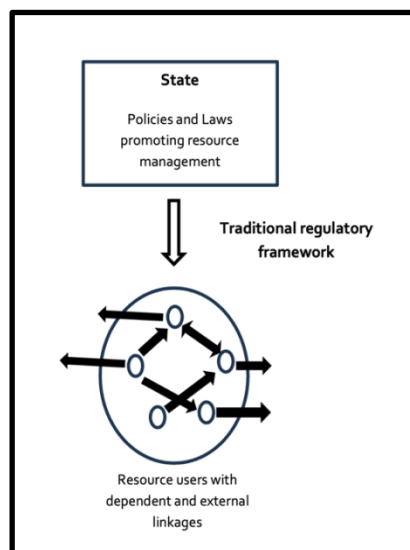 State
Policies and Laws
promoting resource
management
Traditional regulatory
framework
Resource users with
dependent and external
linkages